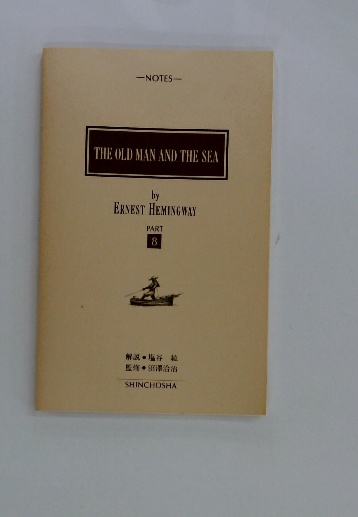 —NOTES—
THE OLD MAN AND THE SEA
by
ERNEST HEMINGWAY
PART
8
解説●塩谷 紘
監修●沼澤洽治
SHINCHOSHA